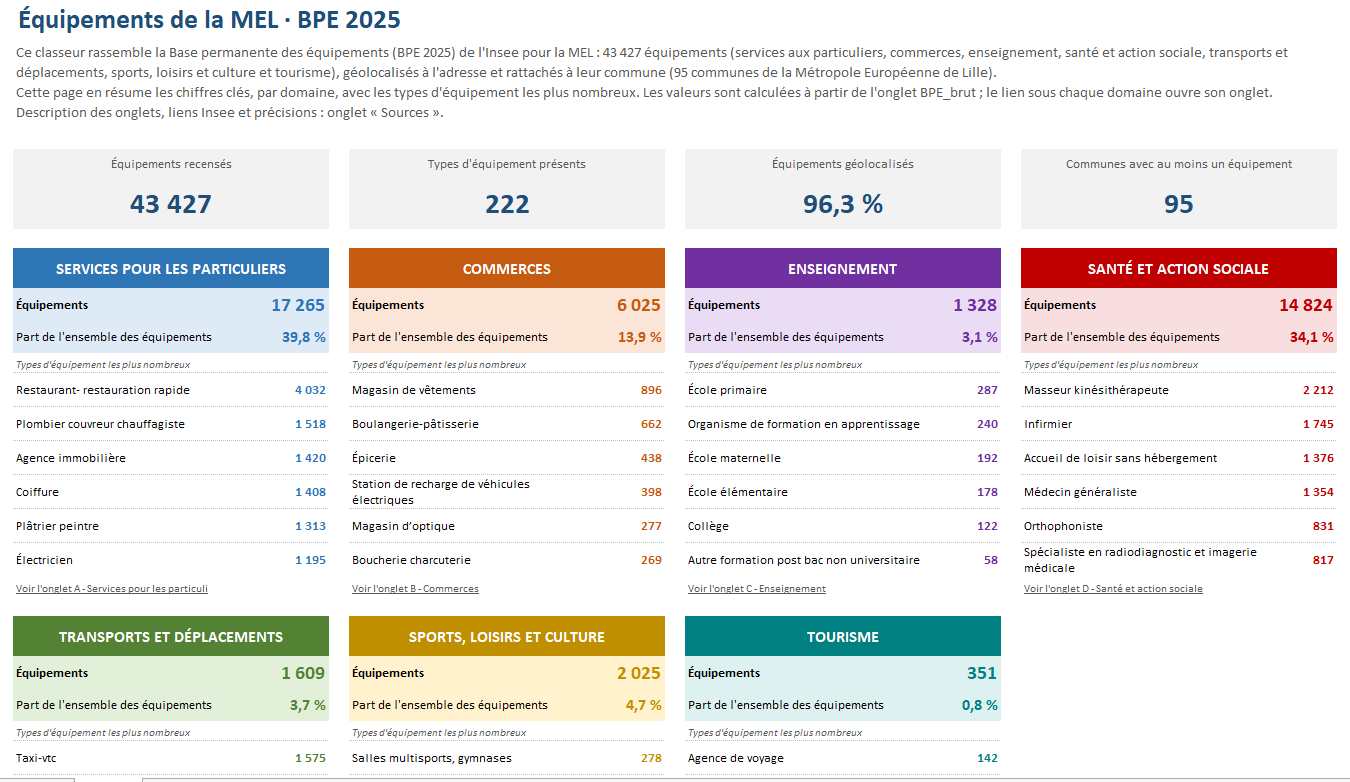 Équipements de la MEL · BPE 2025
Ce classeur rassemble la Base permanente des équipements (BPE 2025) de l'Insee pour la MEL : 43 427 équipements (services aux particuliers, commerces, enseignement, santé et action sociale, transports et
déplacements, sports, loisirs et culture et tourisme), géolocalisés à l'adresse et rattachés à leur commune (95 communes de la Métropole Européenne de Lille).
Cette page en résume les chiffres clés, par domaine, avec les types d'équipement les plus nombreux. Les valeurs sont calculées à partir de l'onglet BPE_brut ; le lien sous chaque domaine ouvre son onglet.
Description des onglets, liens Insee et précisions : onglet « Sources ».
Équipements recensés
43 427
Types d'équipement présents
222
Équipements géolocalisés
96,3 %
Communes avec au moins un équipement
95
SERVICES POUR LES PARTICULIERS
Équipements 17 265
Part de l'ensemble des équipements 39,8 %
Types d'équipement les plus nombreux
Restaurant- restauration rapide 4 032
Plombier couvreur chauffagiste 1 518
Agence immobilière 1 420
Coiffure 1 408
Plâtrier peintre 1 313
Électricien 1 195
Voir l'onglet A - Services pour les particuli
COMMERCES
Équipements 6 025
Part de l'ensemble des équipements 13,9 %
Types d'équipement les plus nombreux
Magasin de vêtements 896
Boulangerie-pâtisserie 662
Épicerie 438
Station de recharge de véhicules
électriques 398
Magasin d’optique 277
Boucherie charcuterie 269
Voir l'onglet B - Commerces
ENSEIGNEMENT
Équipements 1 328
Part de l'ensemble des équipements 3,1 %
Types d'équipement les plus nombreux
École primaire 287
Organisme de formation en apprentissage 240
École maternelle 192
École élémentaire 178
Collège 122
Autre formation post bac non universitaire 58
Voir l'onglet C - Enseignement
SANTÉ ET ACTION SOCIALE
Équipements 14 824
Part de l'ensemble des équipements 34,1 %
Types d'équipement les plus nombreux
Masseur kinésithérapeute 2 212
Infirmier 1 745
Accueil de loisir sans hébergement 1 376
Médecin généraliste 1 354
Orthophoniste 831
Spécialiste en radiodiagnostic et imagerie
médicale 817
Voir l'onglet D - Santé et action sociale
TRANSPORTS ET DÉPLACEMENTS
Équipements 1 609
Part de l'ensemble des équipements 3,7 %
Types d'équipement les plus nombreux
Taxi-vtc 1 575
SPORTS, LOISIRS ET CULTURE
Équipements 2 025
Part de l'ensemble des équipements 4,7 %
Types d'équipement les plus nombreux
Salles multisports, gymnases 278
TOURISME
Équipements 351
Part de l'ensemble des équipements 0,8 %
Types d'équipement les plus nombreux
Agence de voyage 142